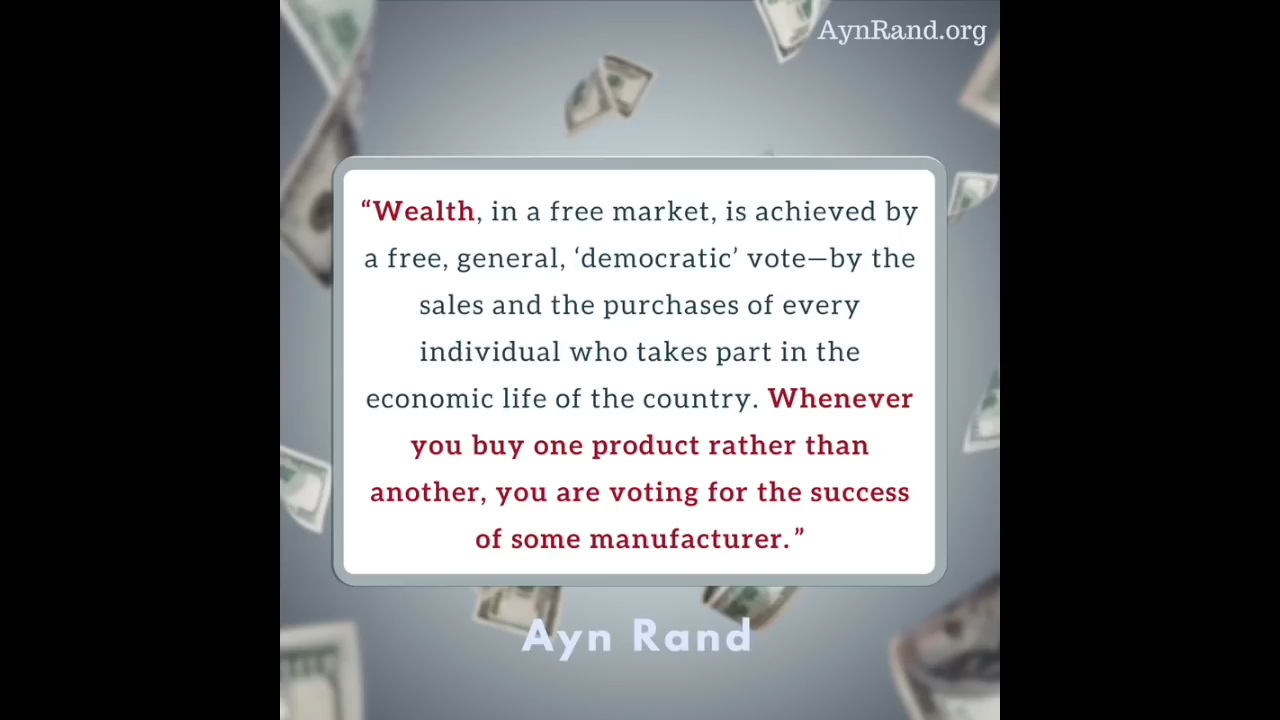 AynRand.org
“Wealth, in a free market, is achieved by
a free, general, ‘democratic’ vote—by the
sales and the purchases of every
individual who takes part in the
economic life of the country. Whenever
you buy one product rather than
another, you are voting for the success
of some manufacturer.”
Ayn Rand